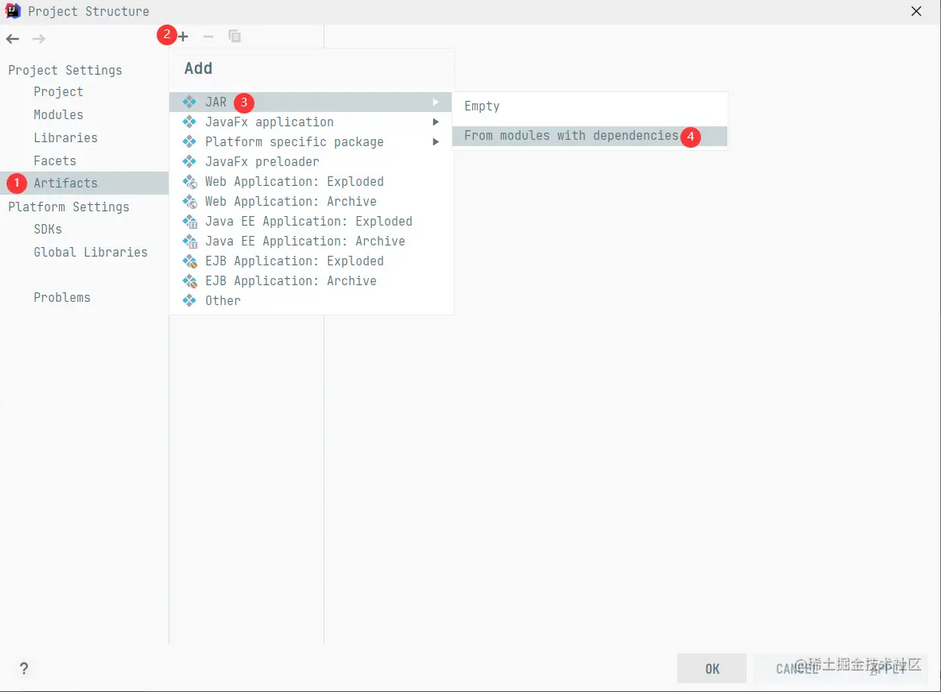 Project Structure
2
Project Settings
Project
Modules
Libraries
Facets
1 Artifacts
Platform Settings
SDKs
Global Libraries
Problems
Add
JAR 3
JavaFx application
Platform specific package
JavaFx preloader
Web Application: Exploded
Web Application: Archive
Java EE Application: Exploded
Java EE Application: Archive
EJB Application: Exploded
EJB Application: Archive
Other
Empty
From modules with dependencies 4
?
OK
CANCEL
APPLY
@稀土掘金技术社区